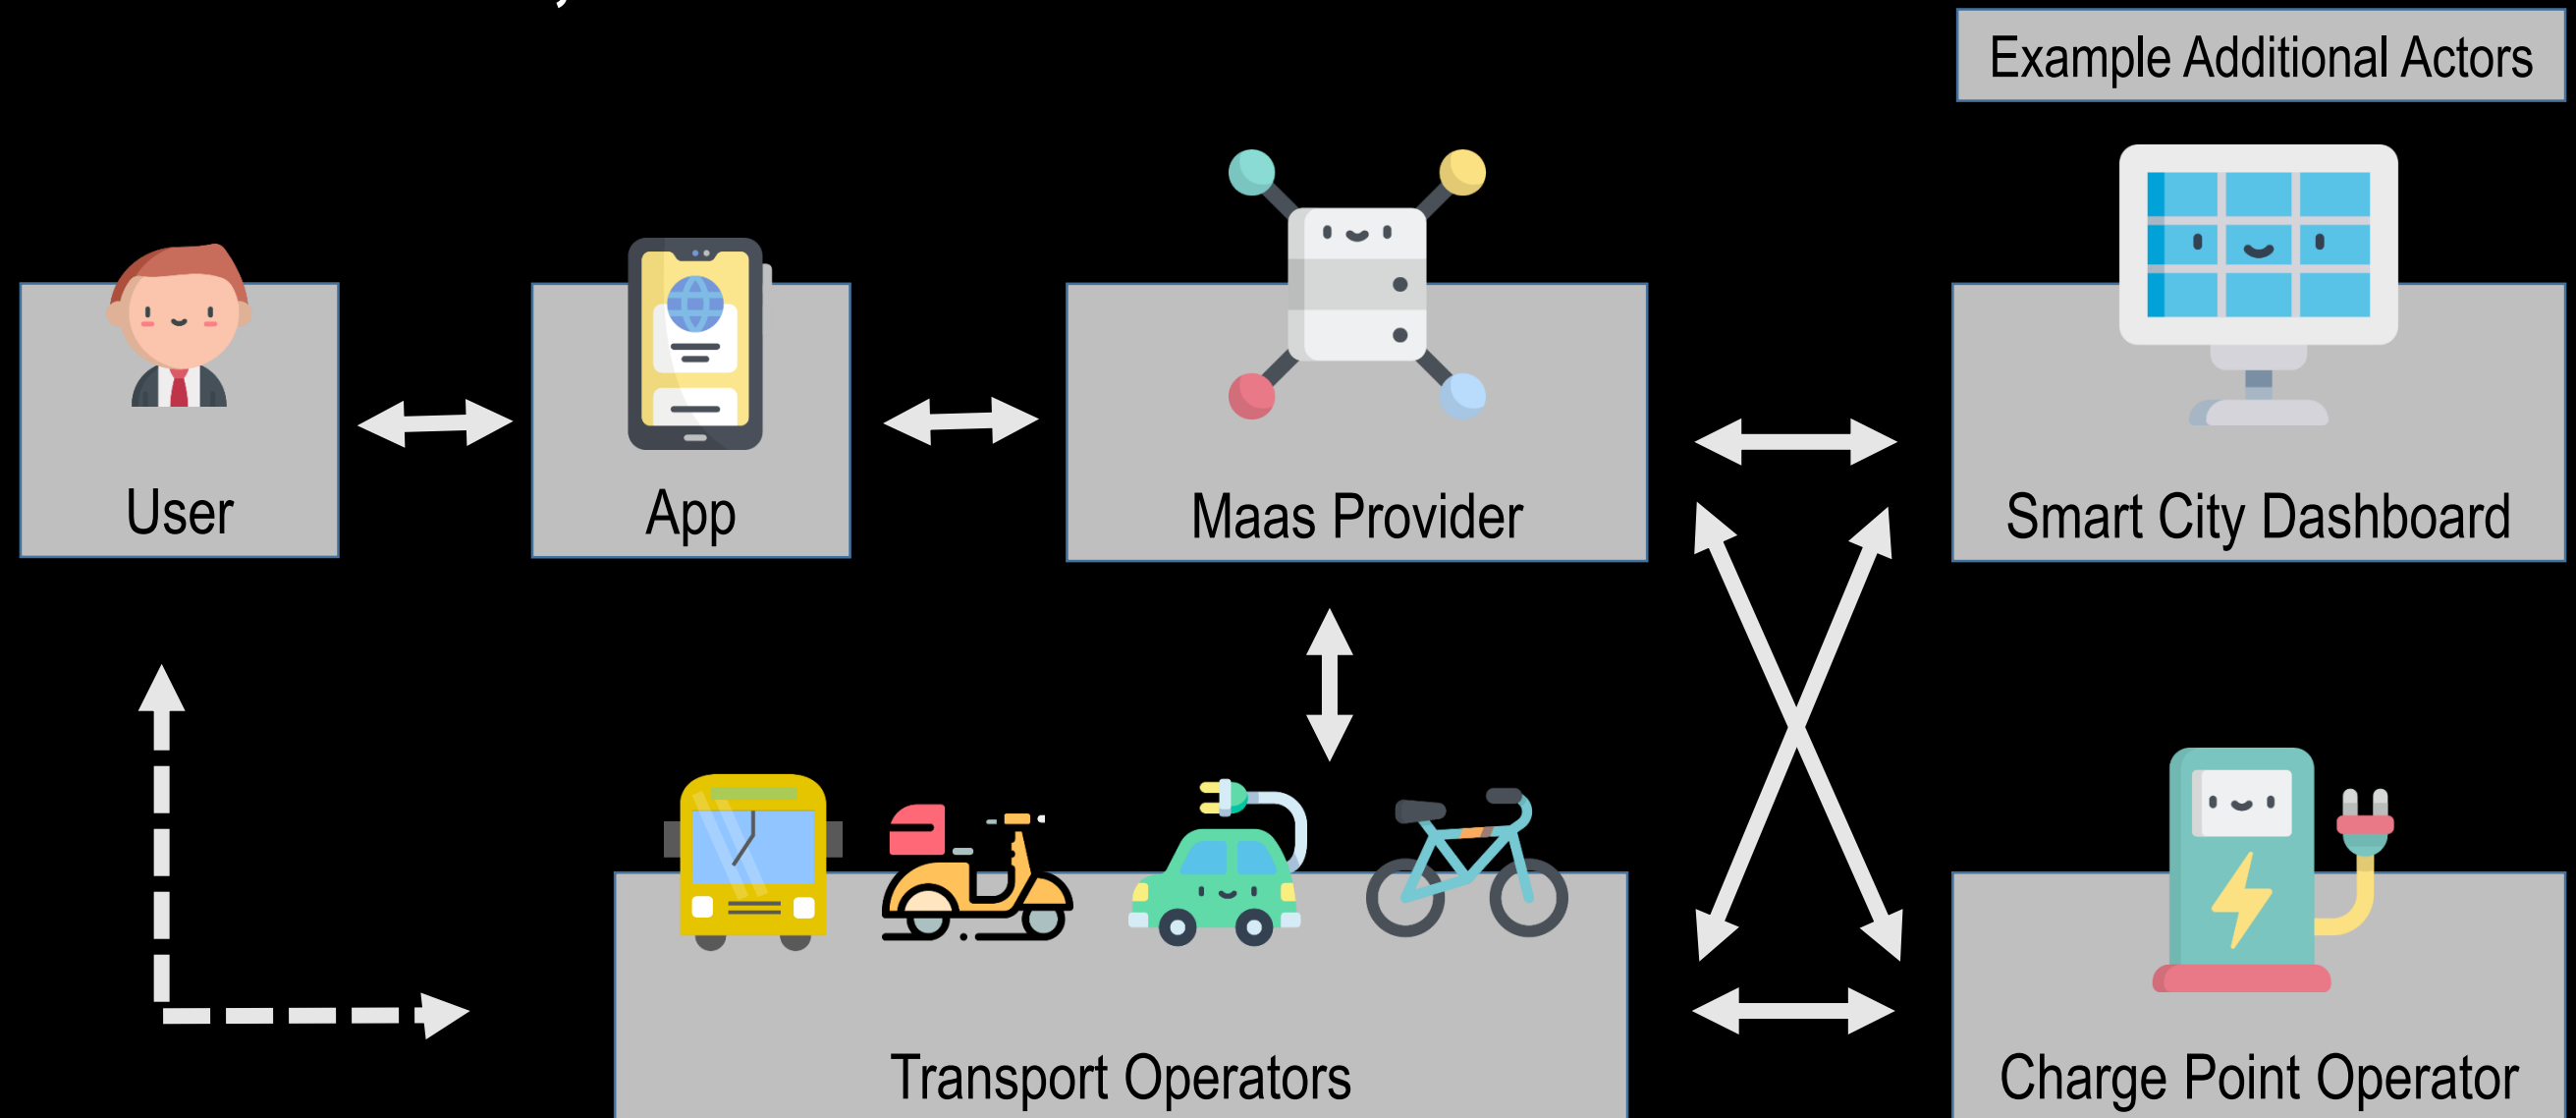 Example Additional Actors
User
App
Maas Provider
Smart City Dashboard
Transport Operators
Charge Point Operator